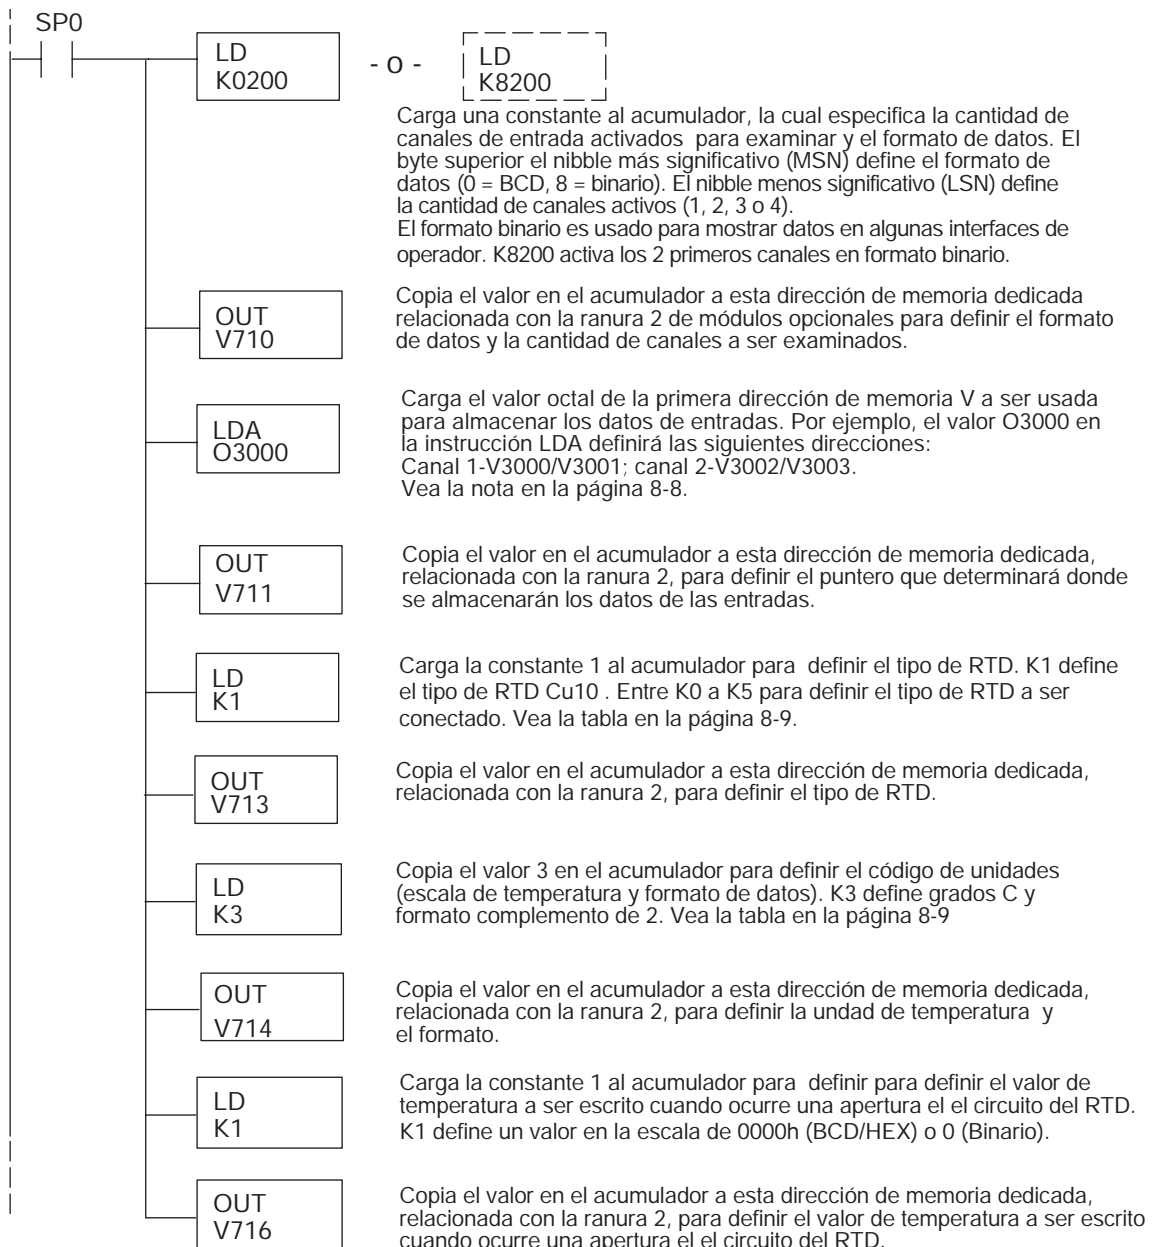 SP0
LD
K0200
- o -
LD
K8200
Carga una constante al acumulador, la cual especifica la cantidad de
canales de entrada activados para examinar y el formato de datos. El
byte superior el nibble más significativo (MSN) define el formato de
datos (0 = BCD, 8 = binario). El nibble menos significativo (LSN) define
la cantidad de canales activos (1, 2, 3 o 4).
El formato binario es usado para mostrar datos en algunas interfaces de
operador. K8200 activa los 2 primeros canales en formato binario.
OUT
V710
Copia el valor en el acumulador a esta dirección de memoria dedicada
relacionada con la ranura 2 de módulos opcionales para definir el formato
de datos y la cantidad de canales a ser examinados.
LDA
O3000
Carga el valor octal de la primera dirección de memoria V a ser usada
para almacenar los datos de entradas. Por ejemplo, el valor O3000 en
la instrucción LDA definirá las siguientes direcciones:
Canal 1-V3000/V3001; canal 2-V3002/V3003.
Vea la nota en la página 8-8.
OUT
V711
Copia el valor en el acumulador a esta dirección de memoria dedicada,
relacionada con la ranura 2, para definir el puntero que determinará donde
se almacenarán los datos de las entradas.
LD
K1
Carga la constante 1 al acumulador para definir el tipo de RTD. K1 define
el tipo de RTD Cu10 . Entre K0 a K5 para definir el tipo de RTD a ser
conectado. Vea la tabla en la página 8-9.
OUT
V713
Copia el valor en el acumulador a esta dirección de memoria dedicada,
relacionada con la ranura 2, para definir el tipo de RTD.
LD
K3
Copia el valor 3 en el acumulador para definir el código de unidades
(escala de temperatura y formato de datos). K3 define grados C y
formato complemento de 2. Vea la tabla en la página 8-9
OUT
V714
Copia el valor en el acumulador a esta dirección de memoria dedicada,
relacionada con la ranura 2, para definir la undad de temperatura y
el formato.
LD
K1
Carga la constante 1 al acumulador para definir para definir el valor de
temperatura a ser escrito cuando ocurre una apertura el el circuito del RTD.
K1 define un valor en la escala de 0000h (BCD/HEX) o 0 (Binario).
OUT
V716
Copia el valor en el acumulador a esta dirección de memoria dedicada,
relacionada con la ranura 2, para definir el valor de temperatura a ser escrito
cuando ocurre una apertura el el circuito del RTD.